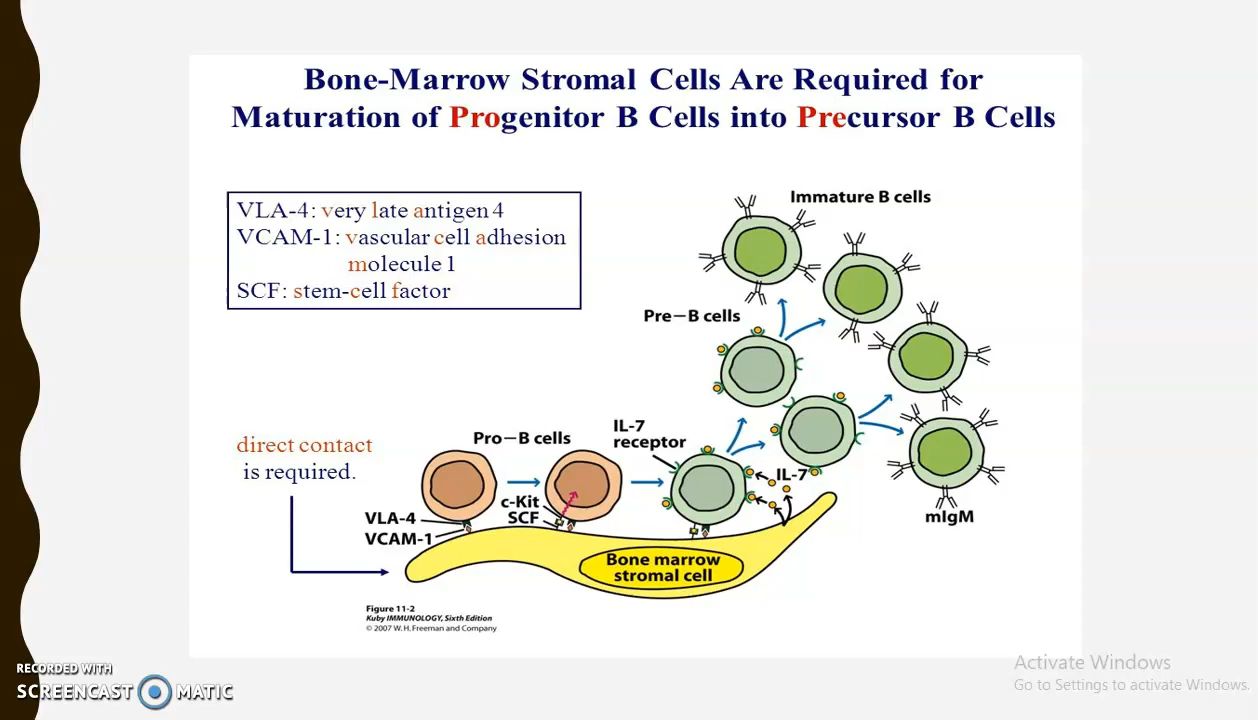 Bone-Marrow Stromal Cells Are Required for
Maturation of Progenitor B Cells into Precursor B Cells
VLA-4: very late antigen 4
VCAM-1: vascular cell adhesion
molecule 1
SCF: stem-cell factor
Immature B cells
Pre–B cells
direct contact
is required.
Pro–B cells
IL-7
receptor
IL-7
c-Kit
SCF
VLA-4
VCAM-1
mIgM
Bone marrow
stromal cell
Figure 11-2
Kuby IMMUNOLOGY, Sixth Edition
© 2007 W. H. Freeman and Company
RECORDED WITH
SCREENCAST MATIC
Activate Windows
Go to Settings to activate Windows.